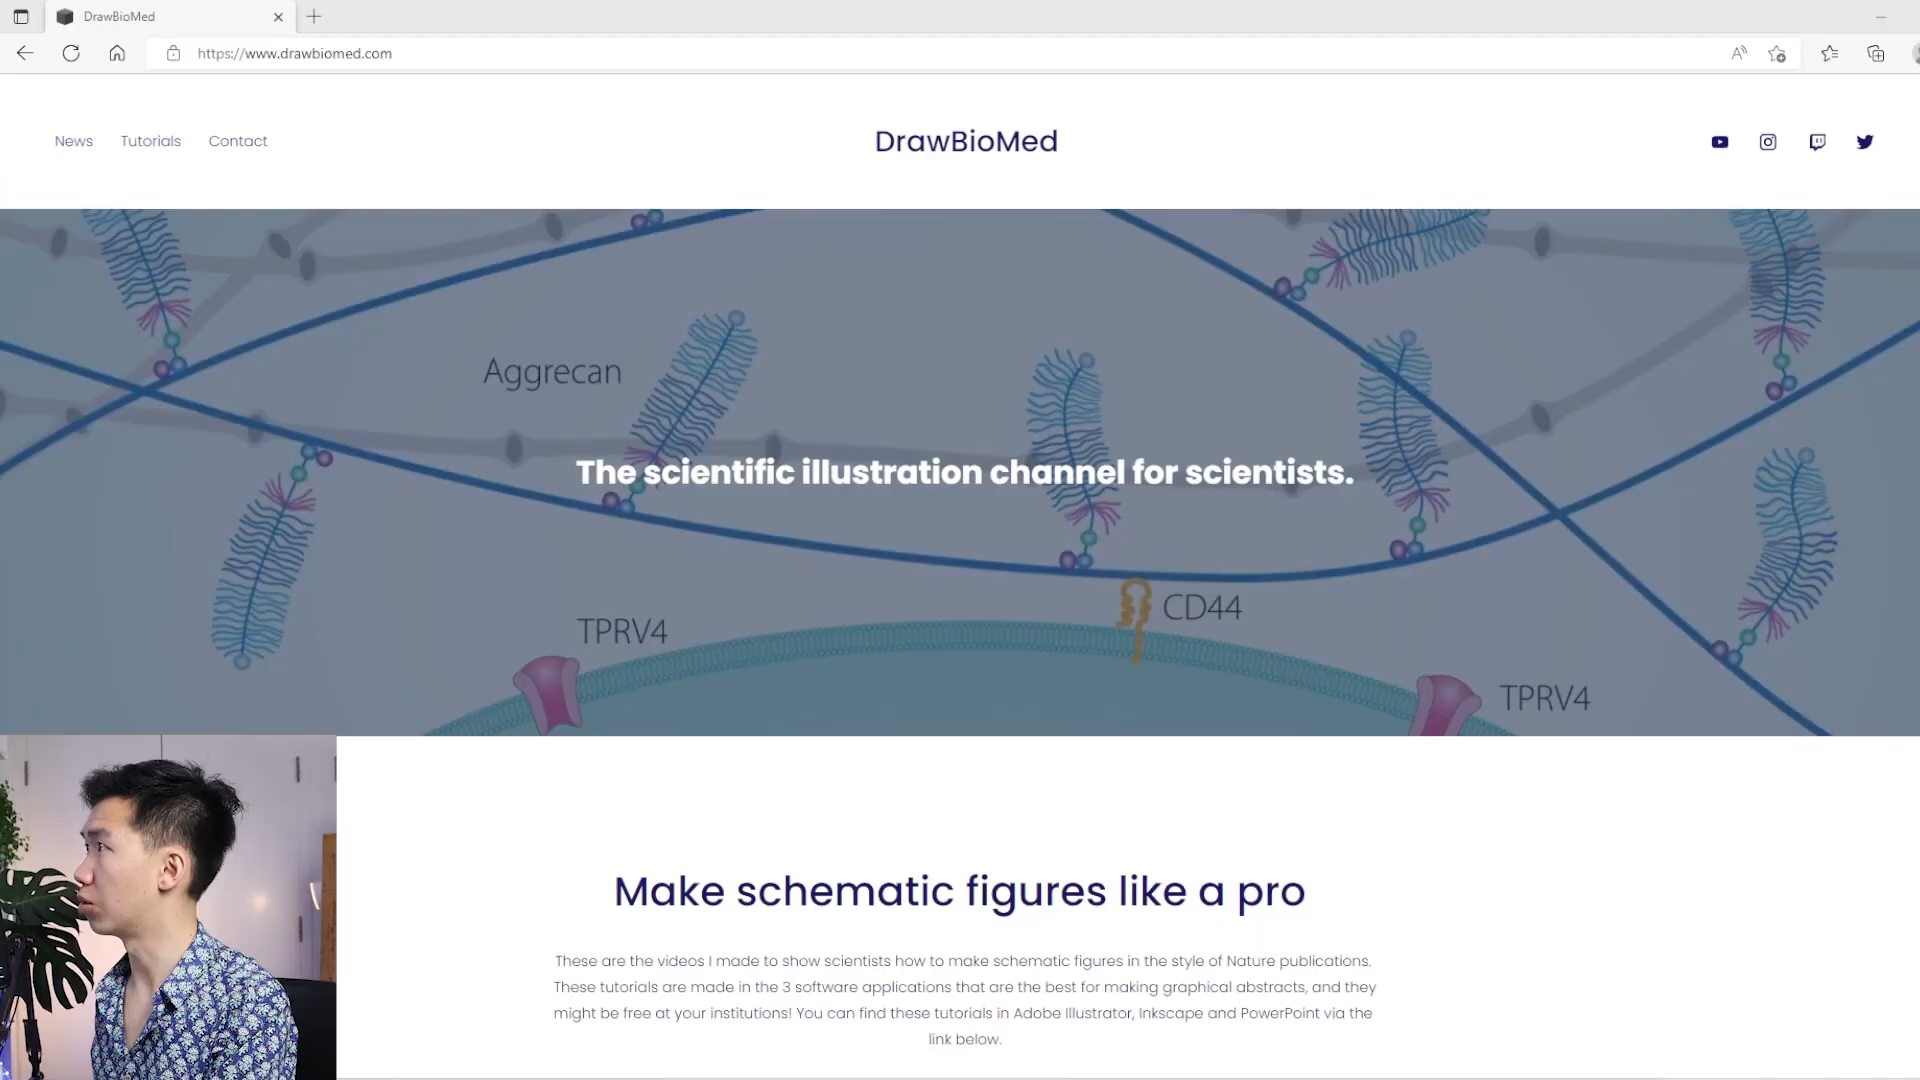 DrawBioMed
https://www.drawbiomed.com
News
Tutorials
Contact
DrawBioMed
Aggrecan
The scientific illustration channel for scientists.
CD44
TPRV4
TPRV4
Make schematic figures like a pro
These are the videos I made to show scientists how to make schematic figures in the style of Nature publications.
These tutorials are made in the 3 software applications that are the best for making graphical abstracts, and they
might be free at your institutions! You can find these tutorials in Adobe Illustrator, Inkscape and PowerPoint via the
link below.